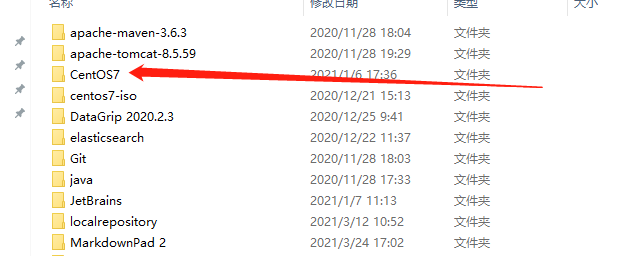 名称 修改日期 类型 大小
apache-maven-3.6.3 2020/11/28 18:04 文件夹
apache-tomcat-8.5.59 2020/11/28 19:29 文件夹
CentOS7 2021/1/6 17:36 文件夹
centos7-iso 2020/12/21 15:13 文件夹
DataGrip 2020.2.3 2020/12/25 9:41 文件夹
elasticsearch 2020/12/22 11:37 文件夹
Git 2020/11/28 18:03 文件夹
java 2020/11/28 17:33 文件夹
JetBrains 2021/1/7 11:13 文件夹
localrepository 2021/3/12 10:52 文件夹
MarkdownPad 2 2021/3/24 17:02 文件夹